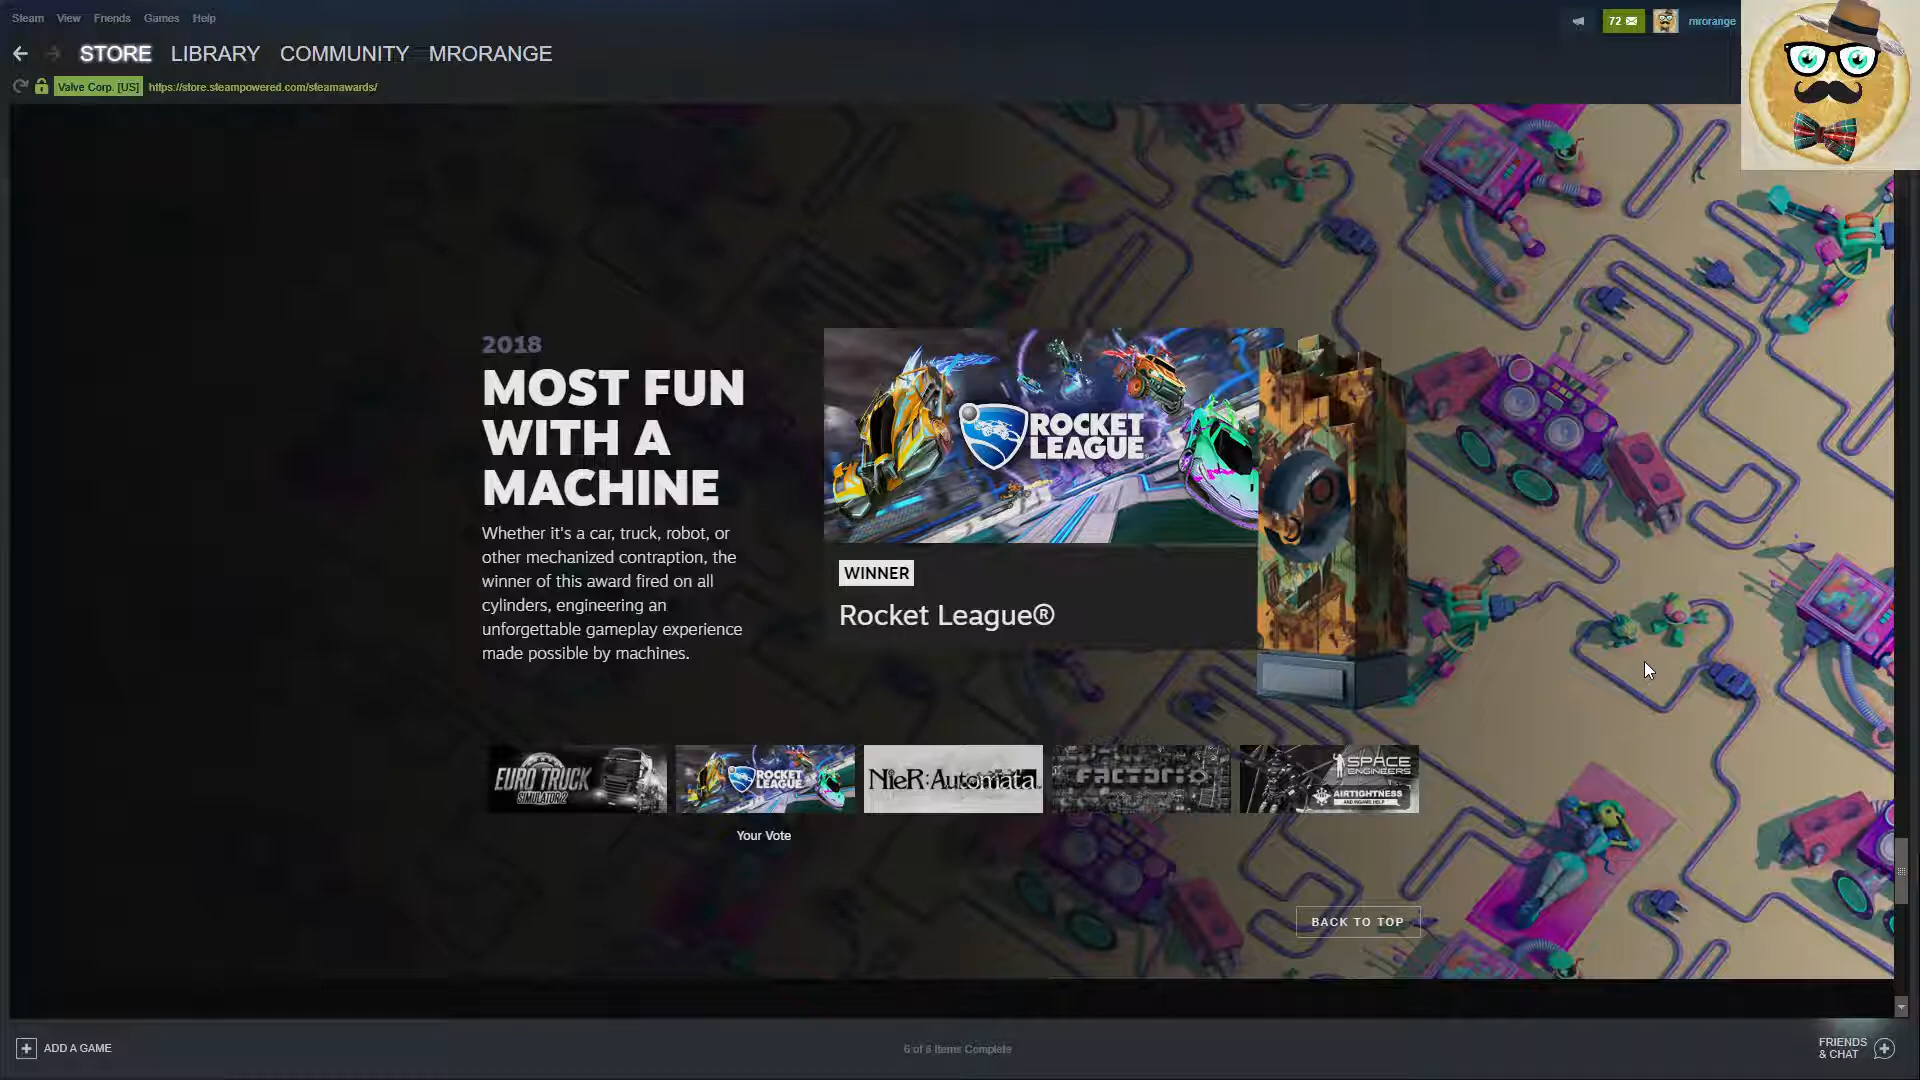 Steam View Friends Games Help
72
mrorange
STORE LIBRARY COMMUNITY MRORANGE
Valve Corp. [US] https://store.steampowered.com/steamawards/
2018
MOST FUN
WITH A
MACHINE
Whether it's a car, truck, robot, or
other mechanized contraption, the
winner of this award fired on all
cylinders, engineering an
unforgettable gameplay experience
made possible by machines.
ROCKET
LEAGUE
WINNER
Rocket League®
EURO TRUCK
SIMULATOR 2
ROCKET
LEAGUE
NieR:Automata
FACTORIO
SPACE
ENGINEERS
AIRTIGHTNESS
AND INGAME HELP
Your Vote
BACK TO TOP
ADD A GAME
6 of 6 Items Complete
FRIENDS
& CHAT